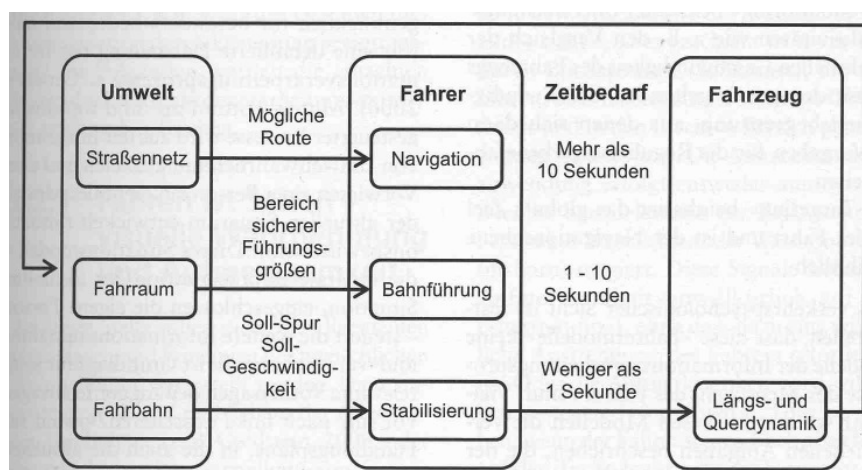 Umwelt
Fahrer
Zeitbedarf
Fahrzeug
Mögliche
Route
Straßennetz
Navigation
Mehr als
10 Sekunden
Bereich
sicherer
Führungs-
größen
Fahrraum
Bahnführung
1 - 10
Sekunden
Soll-Spur
Soll-
Geschwindig-
keit
Fahrbahn
Stabilisierung
Weniger als
1 Sekunde
Längs- und
Querdynamik